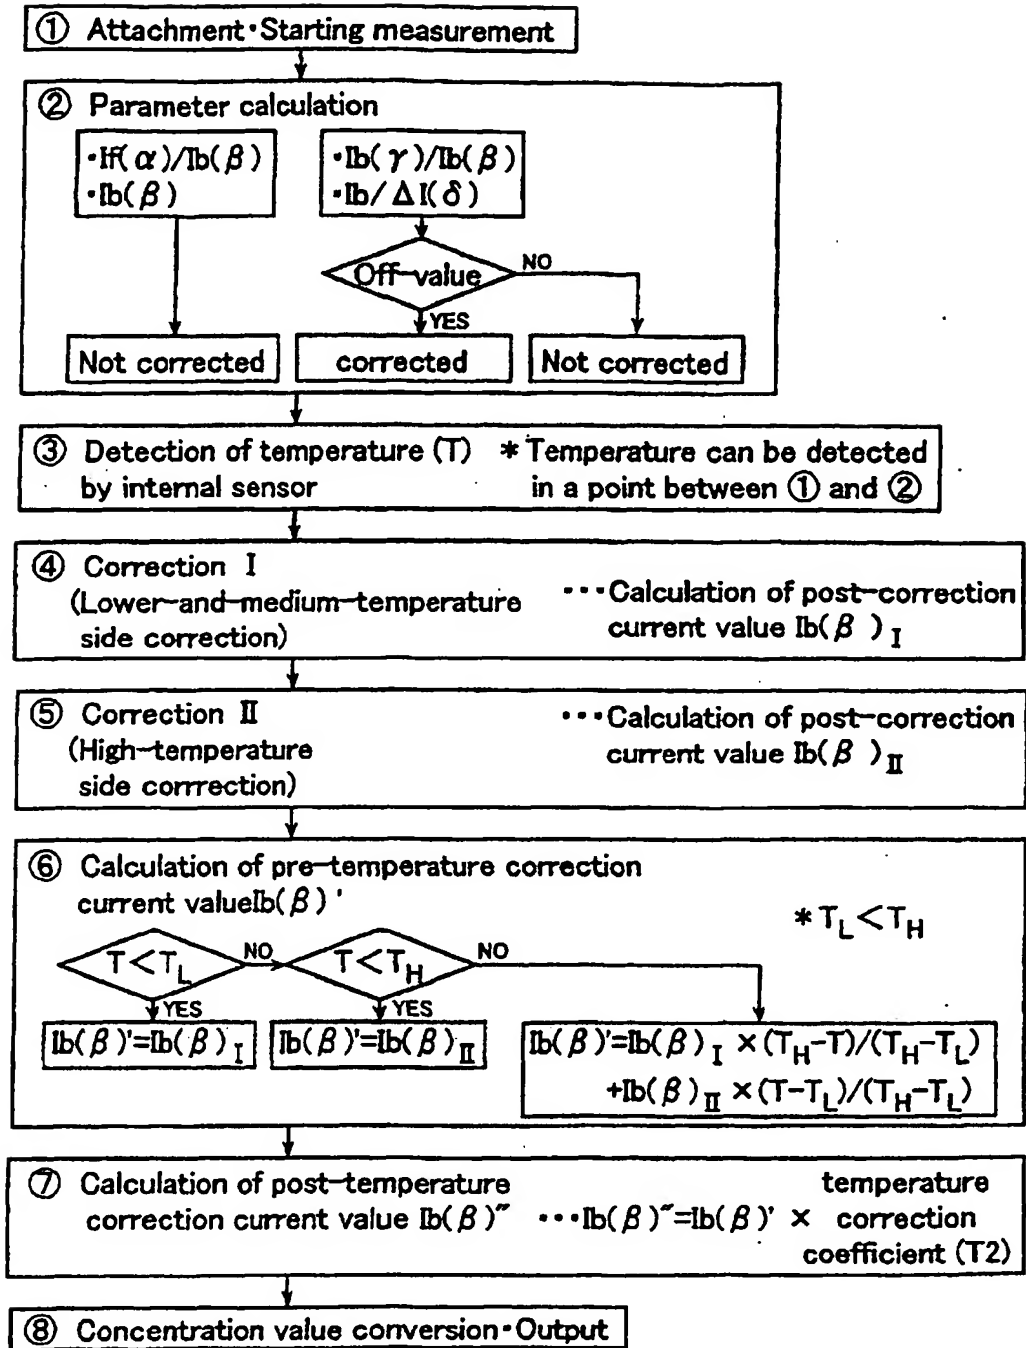 ① Attachment・Starting measurement
② Parameter calculation
・If(α)/Ib(β)
・Ib(β)
・Ib(γ)/Ib(β)
・Ib/ΔI(δ)
Off-value
NO
YES
Not corrected
corrected
Not corrected
③ Detection of temperature (T) * Temperature can be detected
by internal sensor in a point between ① and ②
④ Correction I
(Lower-and-medium-temperature
side correction)
・・・Calculation of post-correction
current value Ib(β )I
⑤ Correction II
(High-temperature
side corrrection)
・・・Calculation of post-correction
current value Ib(β )II
⑥ Calculation of pre-temperature correction
current valueIb(β)'
* TL<TH
T<TL
NO
T<TH
NO
YES
YES
Ib(β)'=Ib(β)I
Ib(β)'=Ib(β)II
Ib(β)'=Ib(β)I ×(TH-T)/(TH-TL)
+Ib(β)II ×(T-TL)/(TH-TL)
⑦ Calculation of post-temperature
correction current value Ib(β)"
・・・Ib(β)"=Ib(β)' ×
temperature
correction
coefficient (T2)
⑧ Concentration value conversion・Output